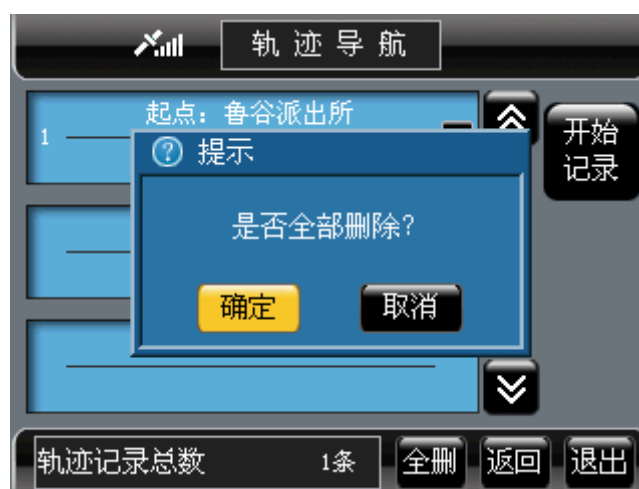 轨迹导航
起点：鲁谷派出所
1
开始
记录
提示
是否全部删除?
确定 取消
轨迹记录总数 1条 全删 返回 退出